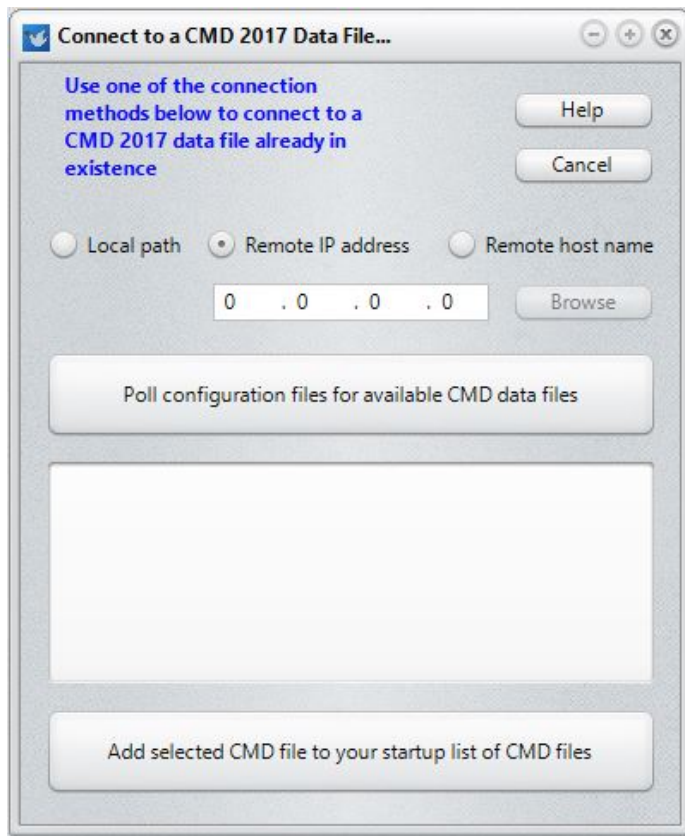 Connect to a CMD 2017 Data File...
Use one of the connection
methods below to connect to a
CMD 2017 data file already in
existence
Help
Cancel
Local path
Remote IP address
Remote host name
0 . 0 . 0 . 0
Browse
Poll configuration files for available CMD data files
Add selected CMD file to your startup list of CMD files